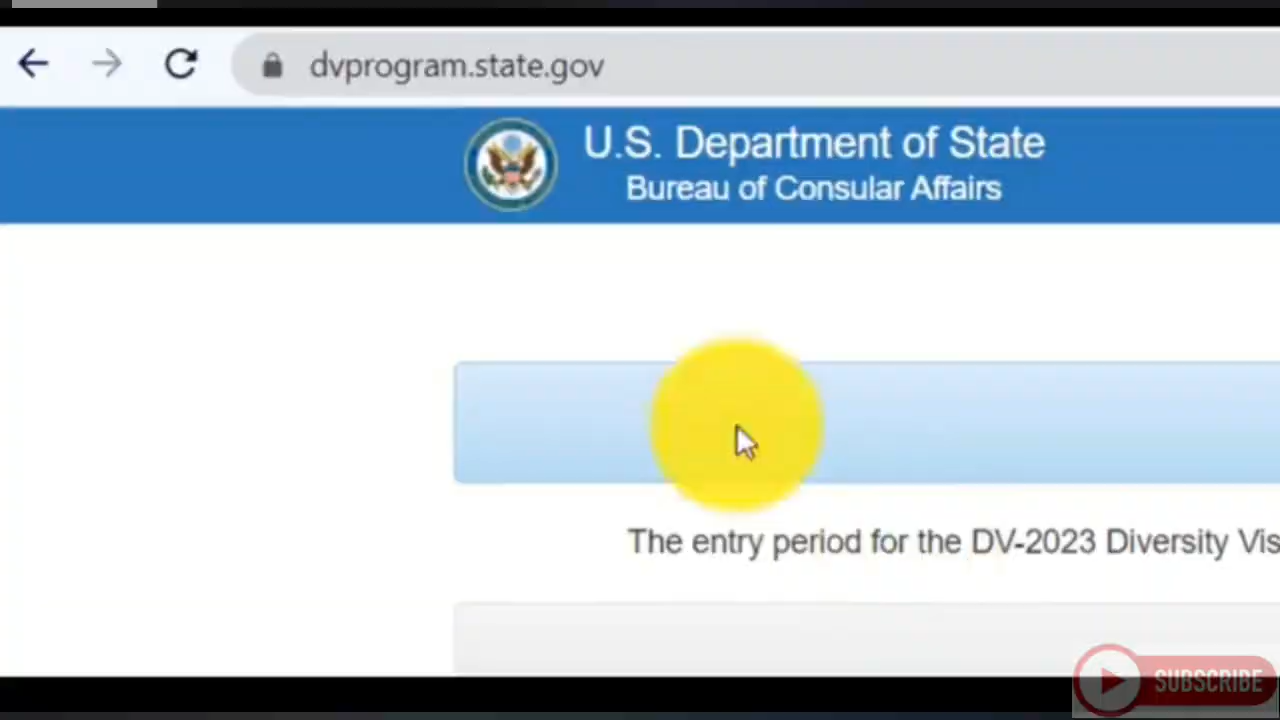 dvprogram.state.gov
U.S. Department of State
Bureau of Consular Affairs
The entry period for the DV-2023 Diversity Vis
SUBSCRIBE